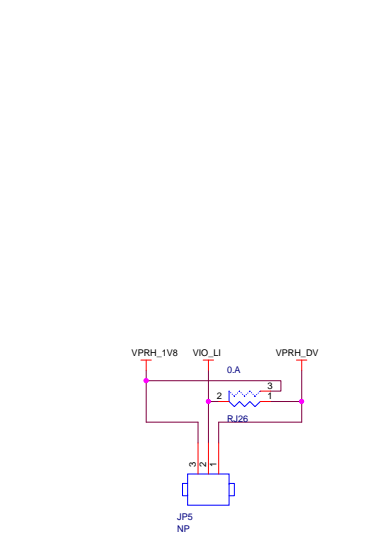 VPRH_1V8 VIO_LI VPRH_DV
0.A
3
2 1
RJ26
3 2 1
JP5
NP